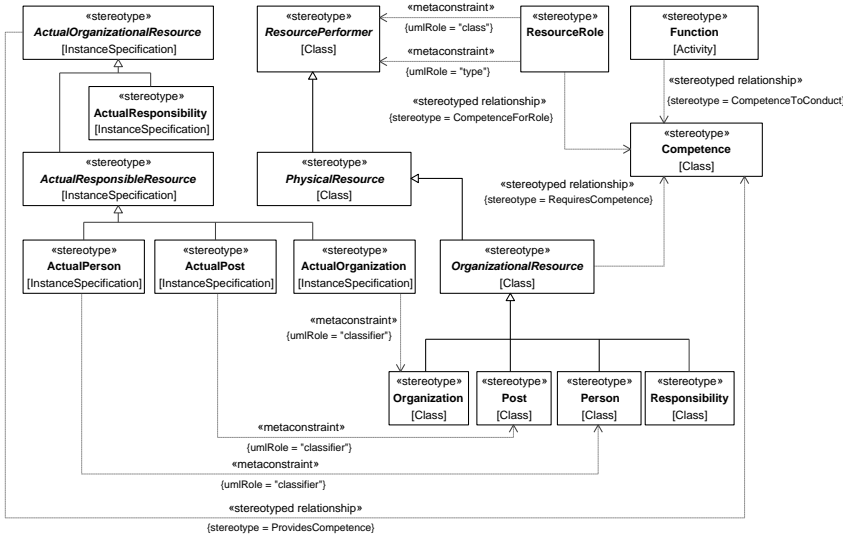 «stereotype»
ActualOrganizationalResource
[InstanceSpecification]
«stereotype»
ResourcePerformer
[Class]
«metaconstraint»
{umlRole = "class"}
«metaconstraint»
{umlRole = "type"}
«stereotype»
ResourceRole
«stereotype»
Function
[Activity]
«stereotyped relationship»
{stereotype = CompetenceToConduct}
«stereotype»
ActualResponsibility
[InstanceSpecification]
«stereotyped relationship»
{stereotype = CompetenceForRole}
«stereotype»
Competence
[Class]
«stereotype»
ActualResponsibleResource
[InstanceSpecification]
«stereotype»
PhysicalResource
[Class]
«stereotyped relationship»
{stereotype = RequiresCompetence}
«stereotype»
ActualPerson
[InstanceSpecification]
«stereotype»
ActualPost
[InstanceSpecification]
«stereotype»
ActualOrganization
[InstanceSpecification]
«stereotype»
OrganizationalResource
[Class]
«metaconstraint»
{umlRole = "classifier"}
«stereotype»
Organization
[Class]
«stereotype»
Post
[Class]
«stereotype»
Person
[Class]
«stereotype»
Responsibility
[Class]
«metaconstraint»
{umlRole = "classifier"}
«metaconstraint»
{umlRole = "classifier"}
«stereotyped relationship»
{stereotype = ProvidesCompetence}